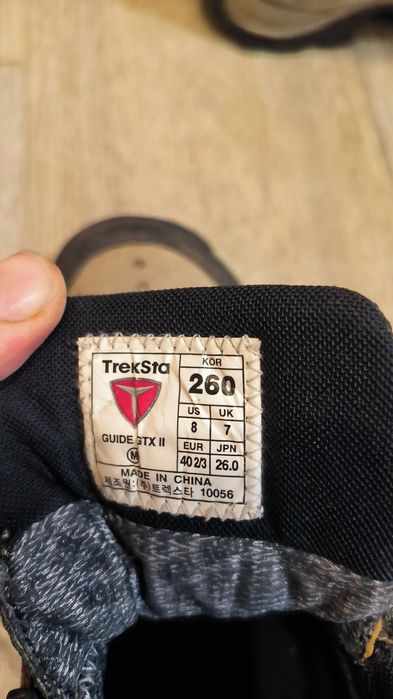 TrekSta
GUIDE GTX II
M
KOR
260
US UK
8 7
EUR JPN
40 2/3 26.0
MADE IN CHINA
제조원:(주)트렉스타 10056